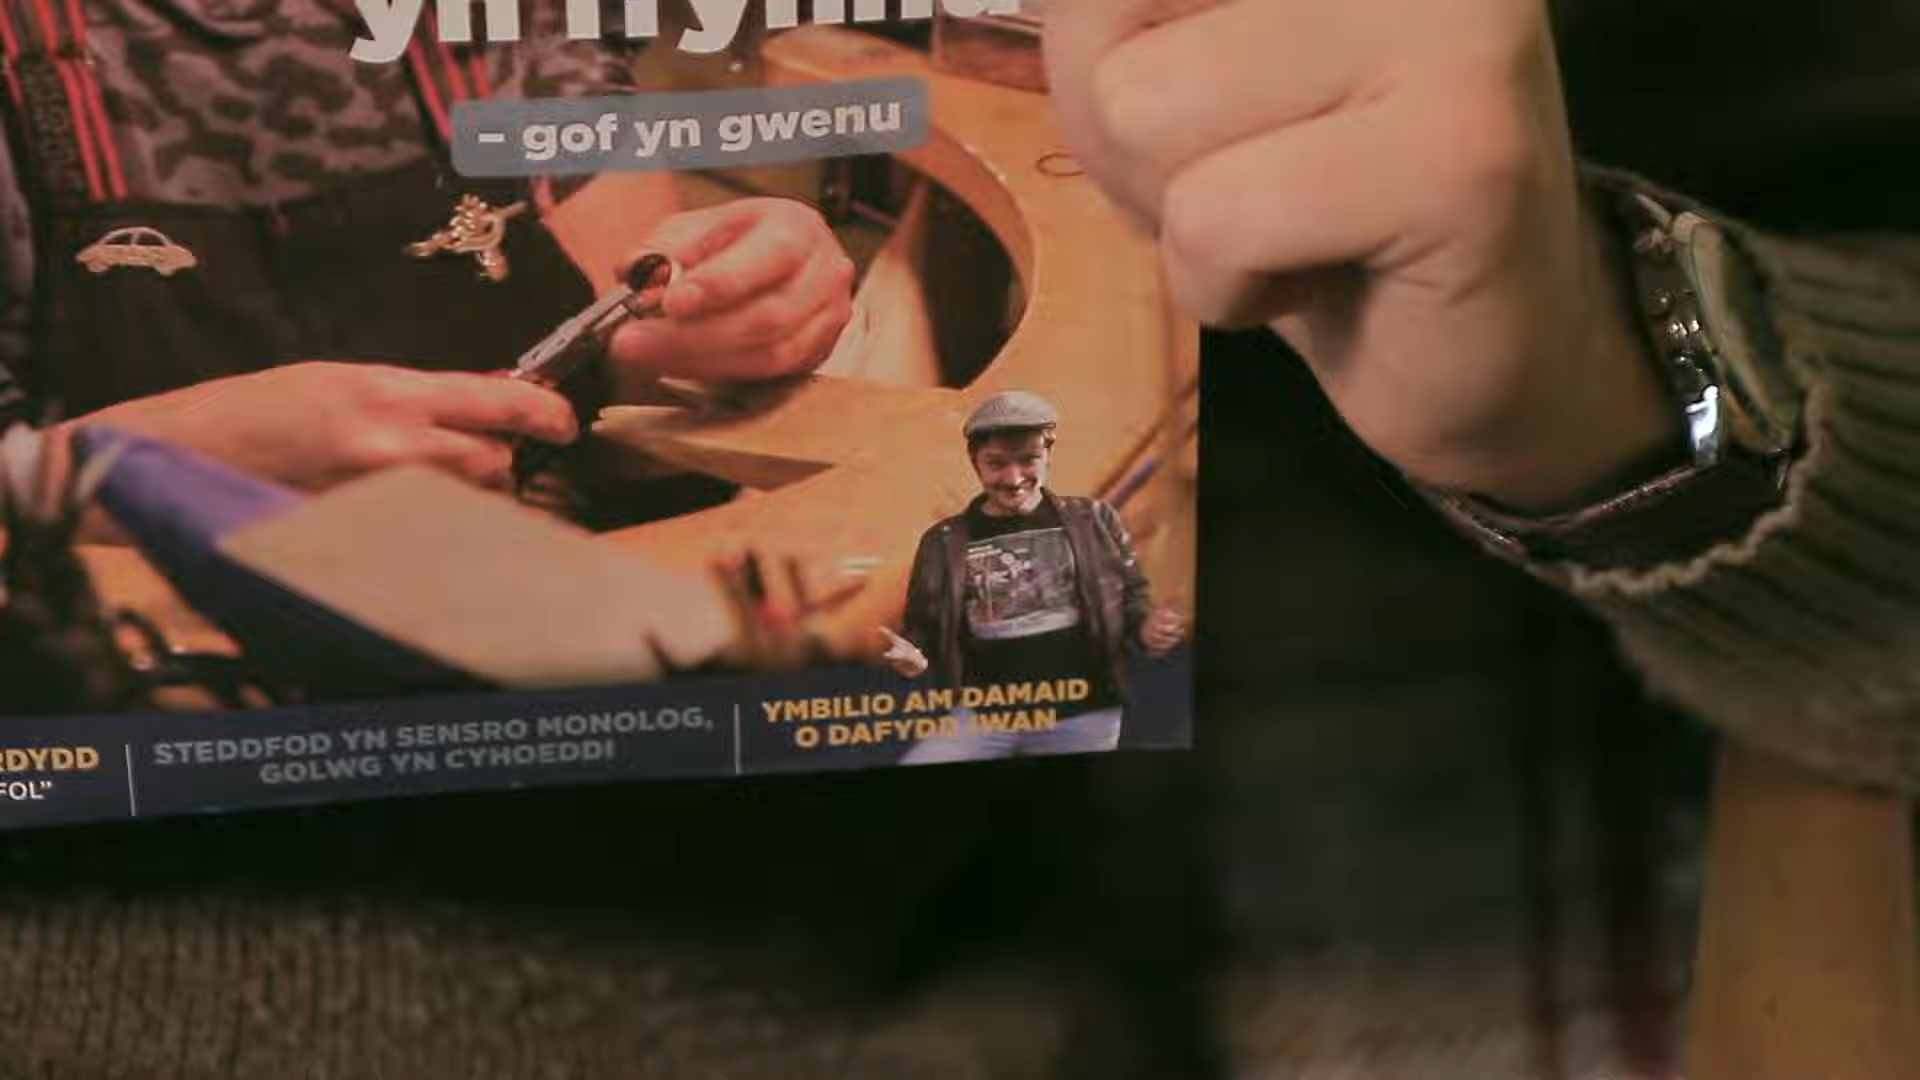 – gof yn gwenu
RDYDD
FOL”
STEDDFOD YN SENSRO MONOLOG,
GOLWG YN CYHOEDDI
YMBILIO AM DAMAID
O DAFYDD IWAN